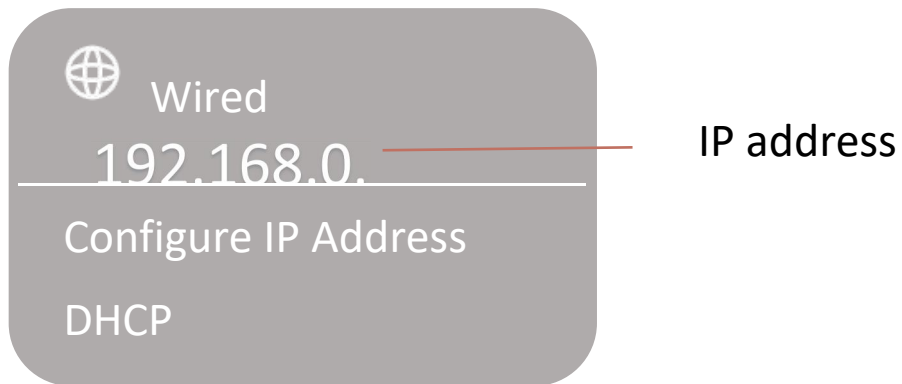 Wired
192.168.0.
IP address
Configure IP Address
DHCP